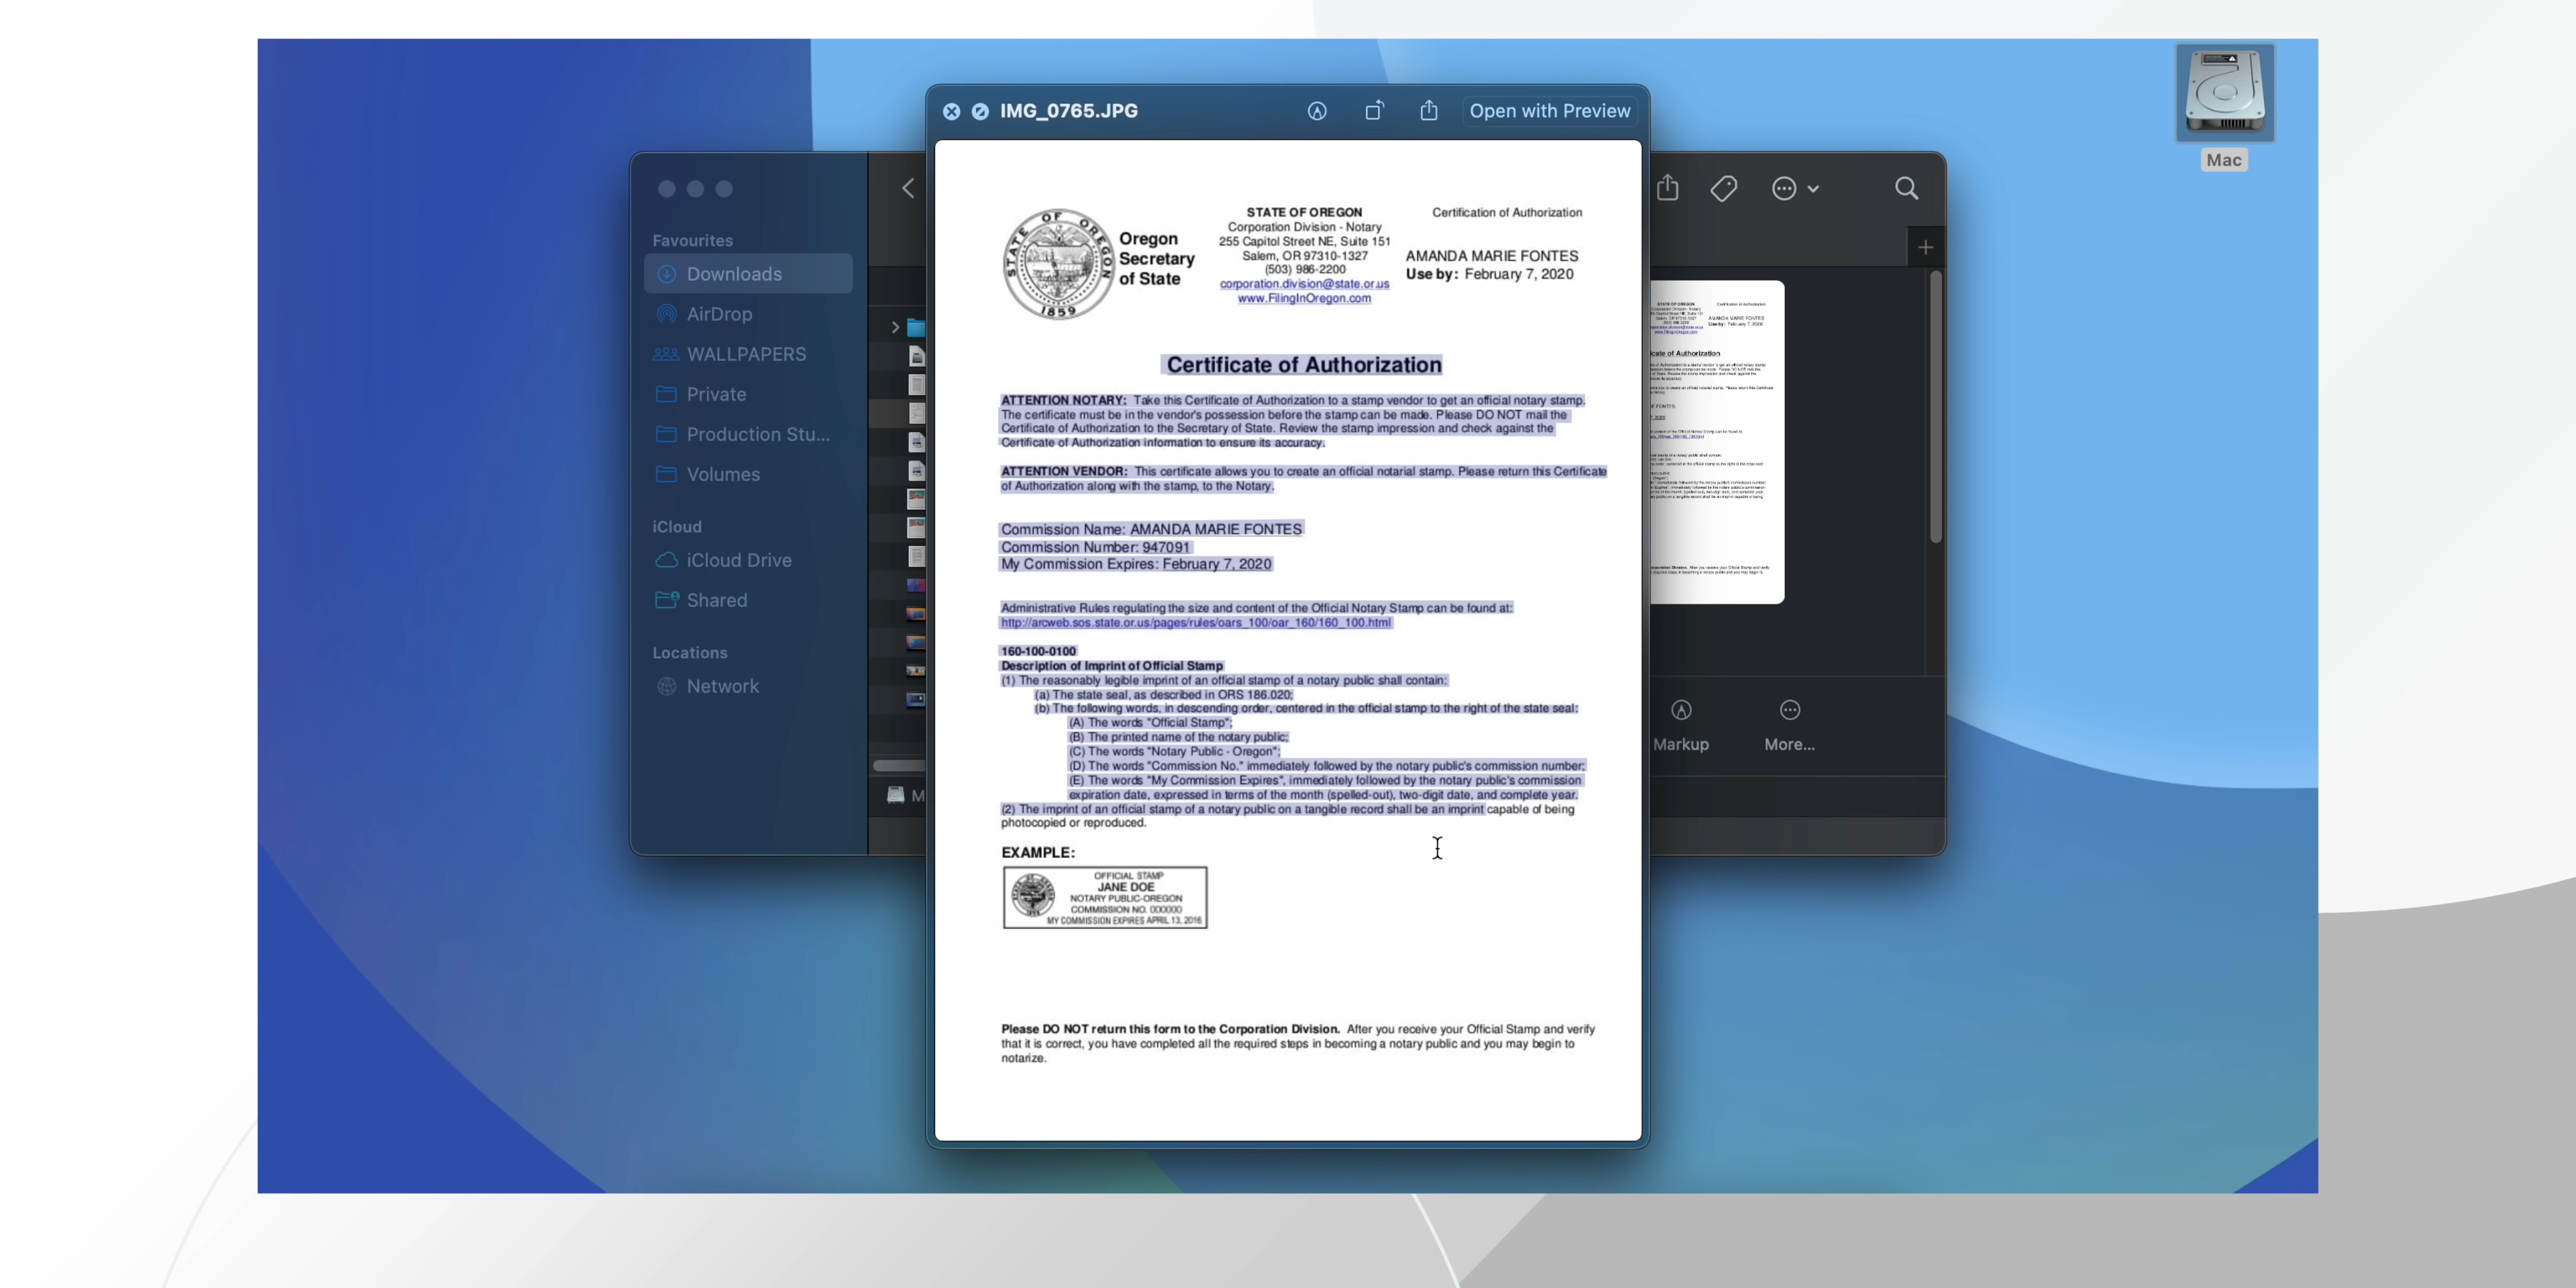 IMG_0765.JPG
Open with Preview
Mac
Favourites
Downloads
AirDrop
WALLPAPERS
Private
Production Stu...
Volumes
iCloud
iCloud Drive
Shared
Locations
Network
M
Markup
More...
STATE OF OREGON
1859
Oregon
Secretary
of State
STATE OF OREGON
Corporation Division - Notary
255 Capitol Street NE, Suite 151
Salem, OR 97310-1327
(503) 986-2200
corporation.division@state.or.us
www.FilingInOregon.com
Certification of Authorization
AMANDA MARIE FONTES
Use by: February 7, 2020
Certificate of Authorization
ATTENTION NOTARY: Take this Certificate of Authorization to a stamp vendor to get an official notary stamp.
The certificate must be in the vendor's possession before the stamp can be made. Please DO NOT mail the
Certificate of Authorization to the Secretary of State. Review the stamp impression and check against the
Certificate of Authorization information to ensure its accuracy.
ATTENTION VENDOR: This certificate allows you to create an official notarial stamp. Please return this Certificate
of Authorization along with the stamp, to the Notary.
Commission Name: AMANDA MARIE FONTES
Commission Number: 947091
My Commission Expires: February 7, 2020
Administrative Rules regulating the size and content of the Official Notary Stamp can be found at:
http://arcweb.sos.state.or.us/pages/rules/oars_100/oar_160/160_100.html
160-100-0100
Description of Imprint of Official Stamp
(1) The reasonably legible imprint of an official stamp of a notary public shall contain:
(a) The state seal, as described in ORS 186.020;
(b) The following words, in descending order, centered in the official stamp to the right of the state seal:
(A) The words "Official Stamp";
(B) The printed name of the notary public;
(C) The words "Notary Public - Oregon";
(D) The words "Commission No." immediately followed by the notary public's commission number;
(E) The words "My Commission Expires", immediately followed by the notary public's commission
expiration date, expressed in terms of the month (spelled-out), two-digit date, and complete year.
(2) The imprint of an official stamp of a notary public on a tangible record shall be an imprint capable of being
photocopied or reproduced.
EXAMPLE:
OFFICIAL STAMP
JANE DOE
NOTARY PUBLIC-OREGON
COMMISSION NO. 000000
MY COMMISSION EXPIRES APRIL 13, 2016
Please DO NOT return this form to the Corporation Division. After you receive your Official Stamp and verify
that it is correct, you have completed all the required steps in becoming a notary public and you may begin to
notarize.